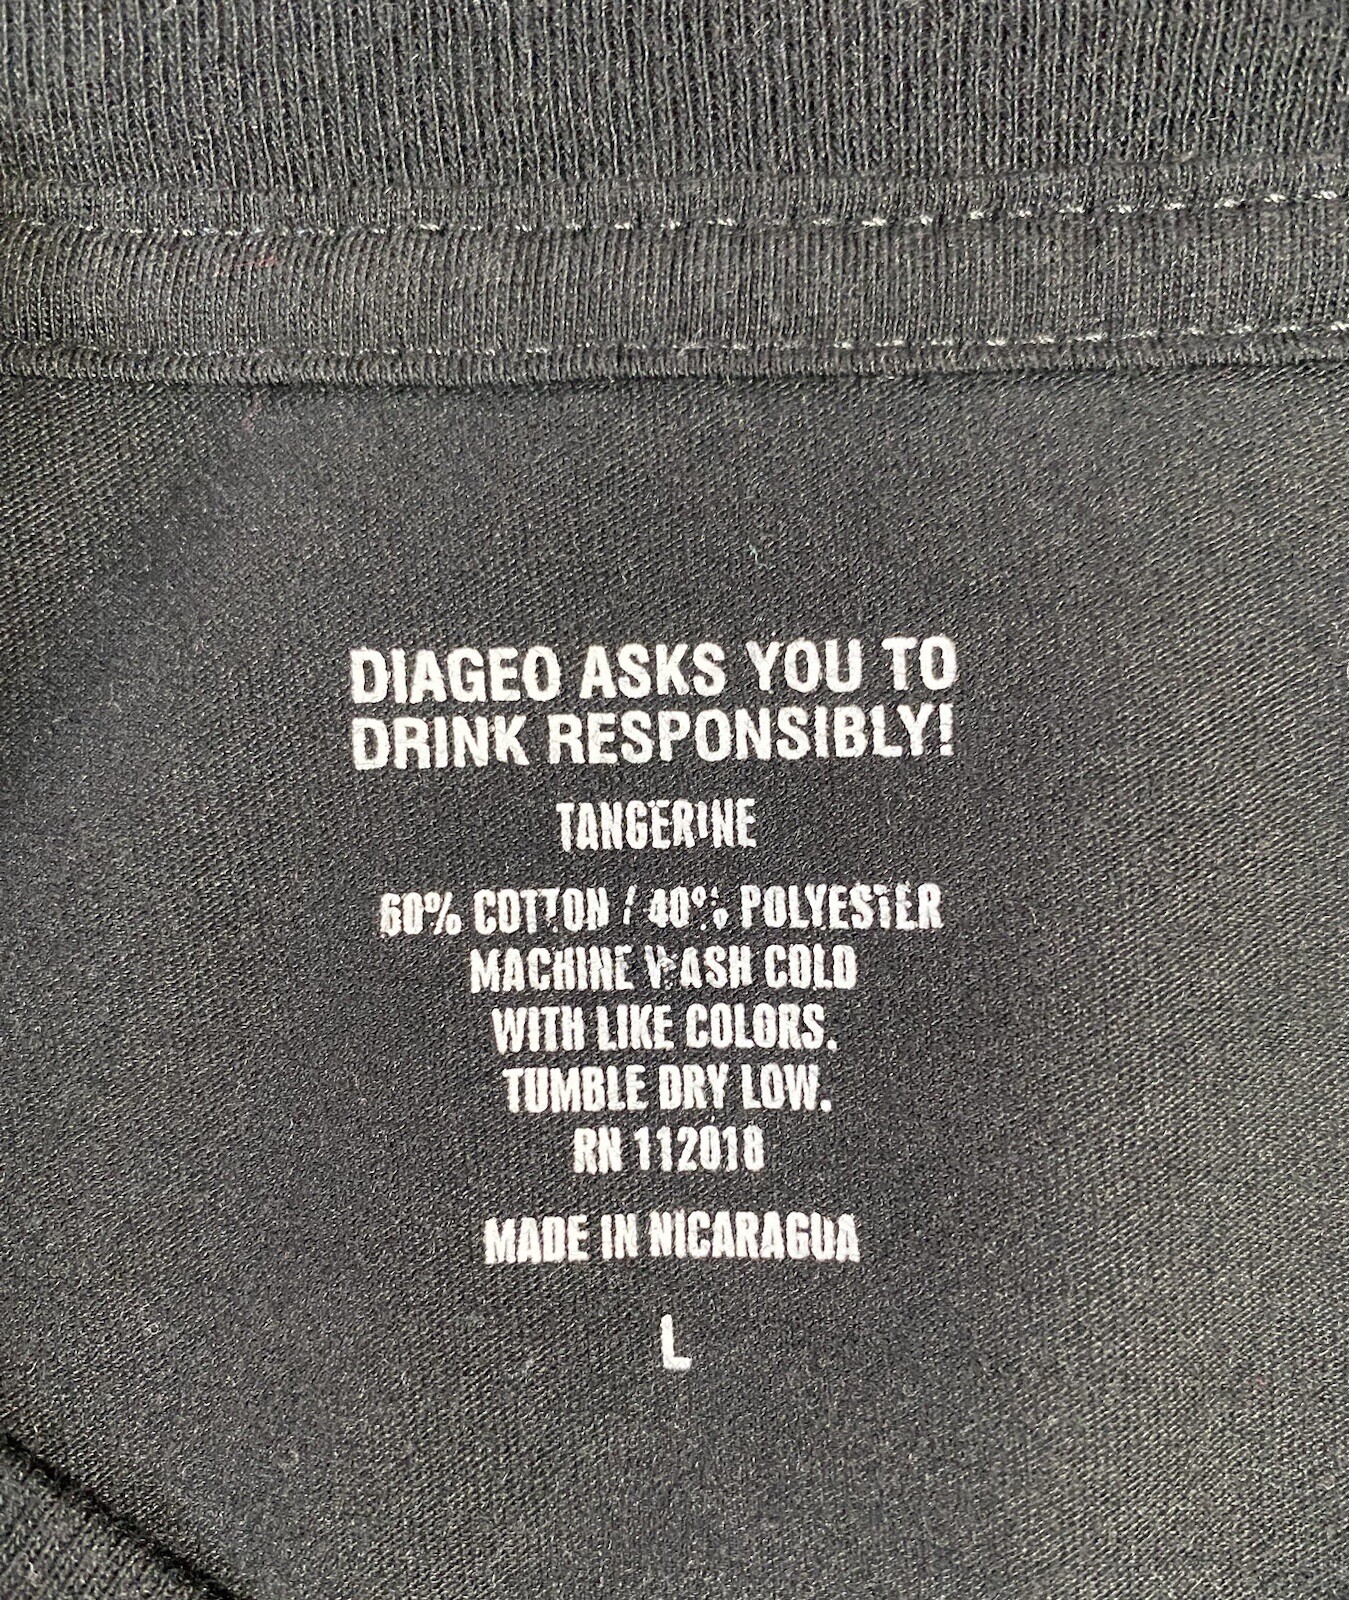 DIAGEO ASKS YOU TO
DRINK RESPONSIBLY!
TANGERINE
60% COTTON / 40% POLYESTER
MACHINE WASH COLD
WITH LIKE COLORS.
TUMBLE DRY LOW.
RN 112018
MADE IN NICARAGUA
L